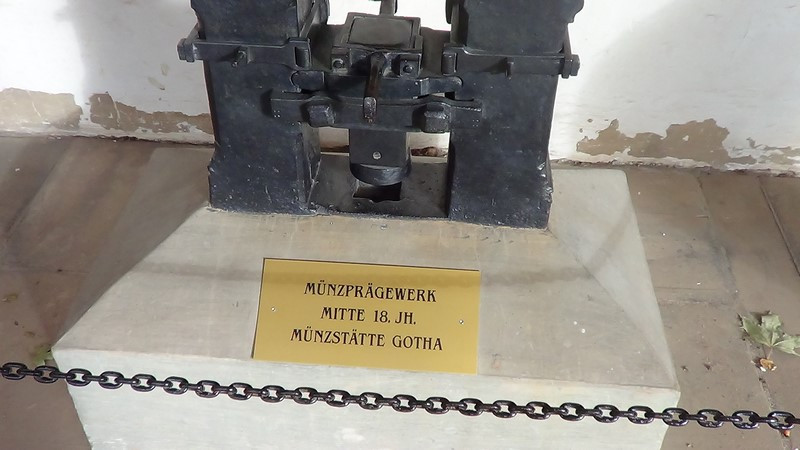 MÜNZPRÄGEWERK
MITTE 18. JH.
MÜNZSTÄTTE GOTHA